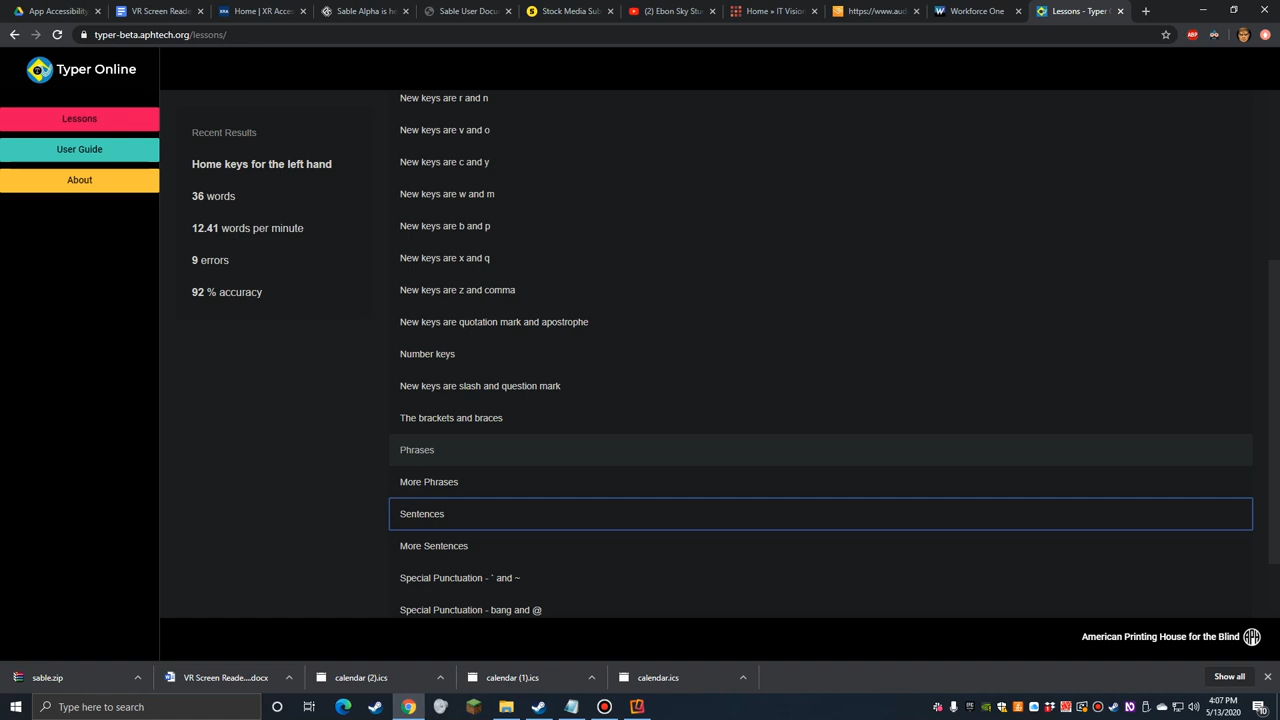 App Accessibility
VR Screen Reade
Home | XR Acces
Sable Alpha is he
Sable User Docum
Stock Media Sub
(2) Ebon Sky Stu
Home » IT Vision
https://www.aud
Workforce One
Lessons - Typer O
typer-beta.aphtech.org/lessons/
Typer Online
Lessons
User Guide
About
Recent Results
Home keys for the left hand
36 words
12.41 words per minute
9 errors
92 % accuracy
New keys are r and n
New keys are v and o
New keys are c and y
New keys are w and m
New keys are b and p
New keys are x and q
New keys are z and comma
New keys are quotation mark and apostrophe
Number keys
New keys are slash and question mark
The brackets and braces
Phrases
More Phrases
Sentences
More Sentences
Special Punctuation - ` and ~
Special Punctuation - bang and @
American Printing House for the Blind
sable.zip
VR Screen Reade....docx
calendar (2).ics
calendar (1).ics
calendar.ics
Show all
Type here to search
4:07 PM
5/13/2020